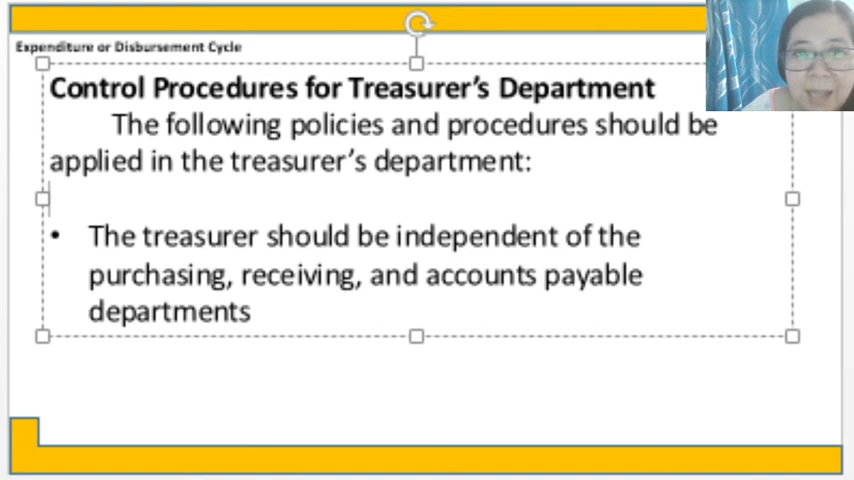 Expenditure or Disbursement Cycle
Control Procedures for Treasurer's Department
The following policies and procedures should be
applied in the treasurer's department:
• The treasurer should be independent of the
purchasing, receiving, and accounts payable
departments